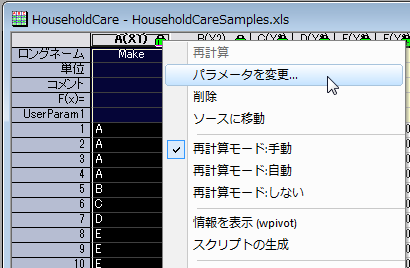 HouseholdCare - HouseholdCareSamples.xls
A(X1)
ロングネーム Make
単位
コメント
F(x)=
UserParam1
1 A
2 A
3 A
4 A
5 B
6 C
7 D
8 E
9 E
10 E
再計算
パラメータを変更...
削除
ソースに移動
再計算モード:手動
再計算モード:自動
再計算モード:しない
情報を表示 (wpivot)
スクリプトの生成